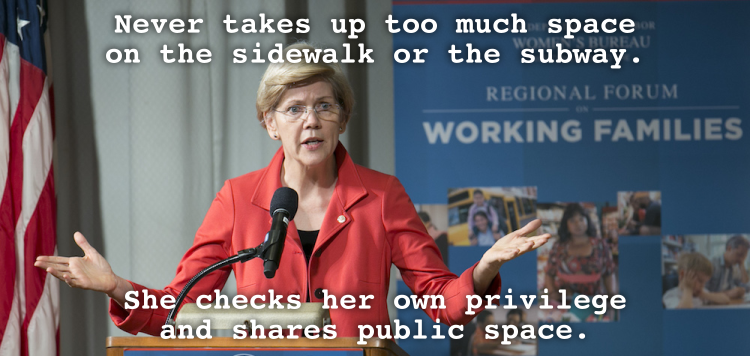 Never takes up too much space
on the sidewalk or the subway.
WOMEN'S BUREAU
REGIONAL FORUM
ON
WORKING FAMILIES
She checks her own privilege
and shares public space.